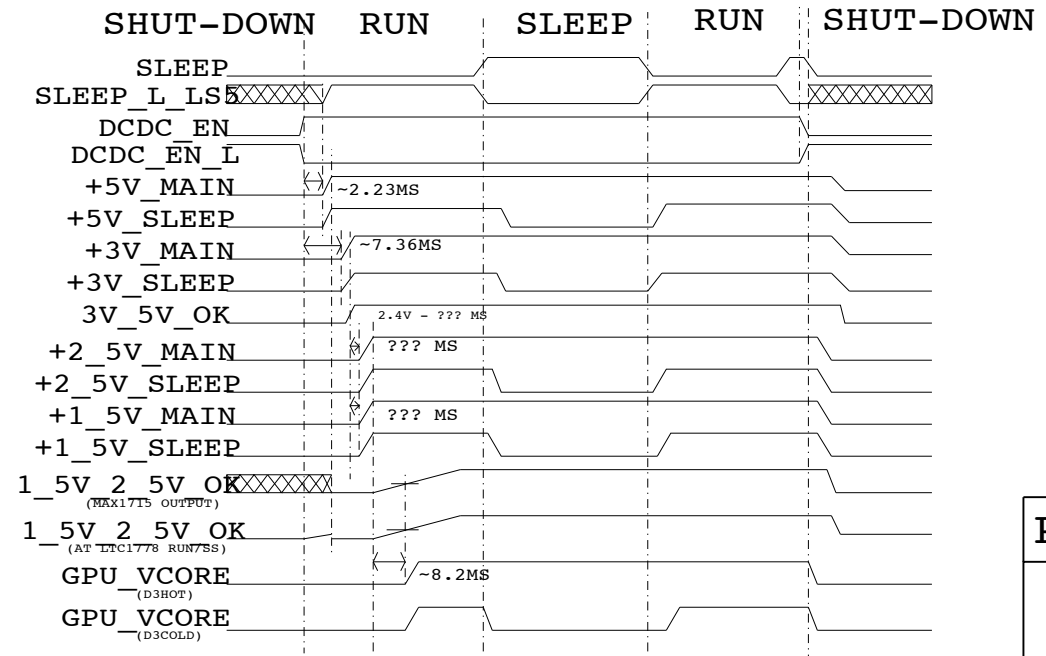 SHUT-DOWN RUN SLEEP RUN SHUT-DOWN
SLEEP
SLEEP_L_LS5
DCDC_EN
DCDC_EN_L
+5V_MAIN ~2.23MS
+5V_SLEEP
+3V_MAIN ~7.36MS
+3V_SLEEP
3V_5V_OK 2.4V - ??? MS
+2_5V_MAIN ??? MS
+2_5V_SLEEP
+1_5V_MAIN ??? MS
+1_5V_SLEEP
1_5V_2_5V_OK
(MAX1715 OUTPUT)
1_5V_2_5V_OK
(AT LTC1778 RUN/SS)
GPU_VCORE ~8.2MS
(D3HOT)
GPU_VCORE
(D3COLD)